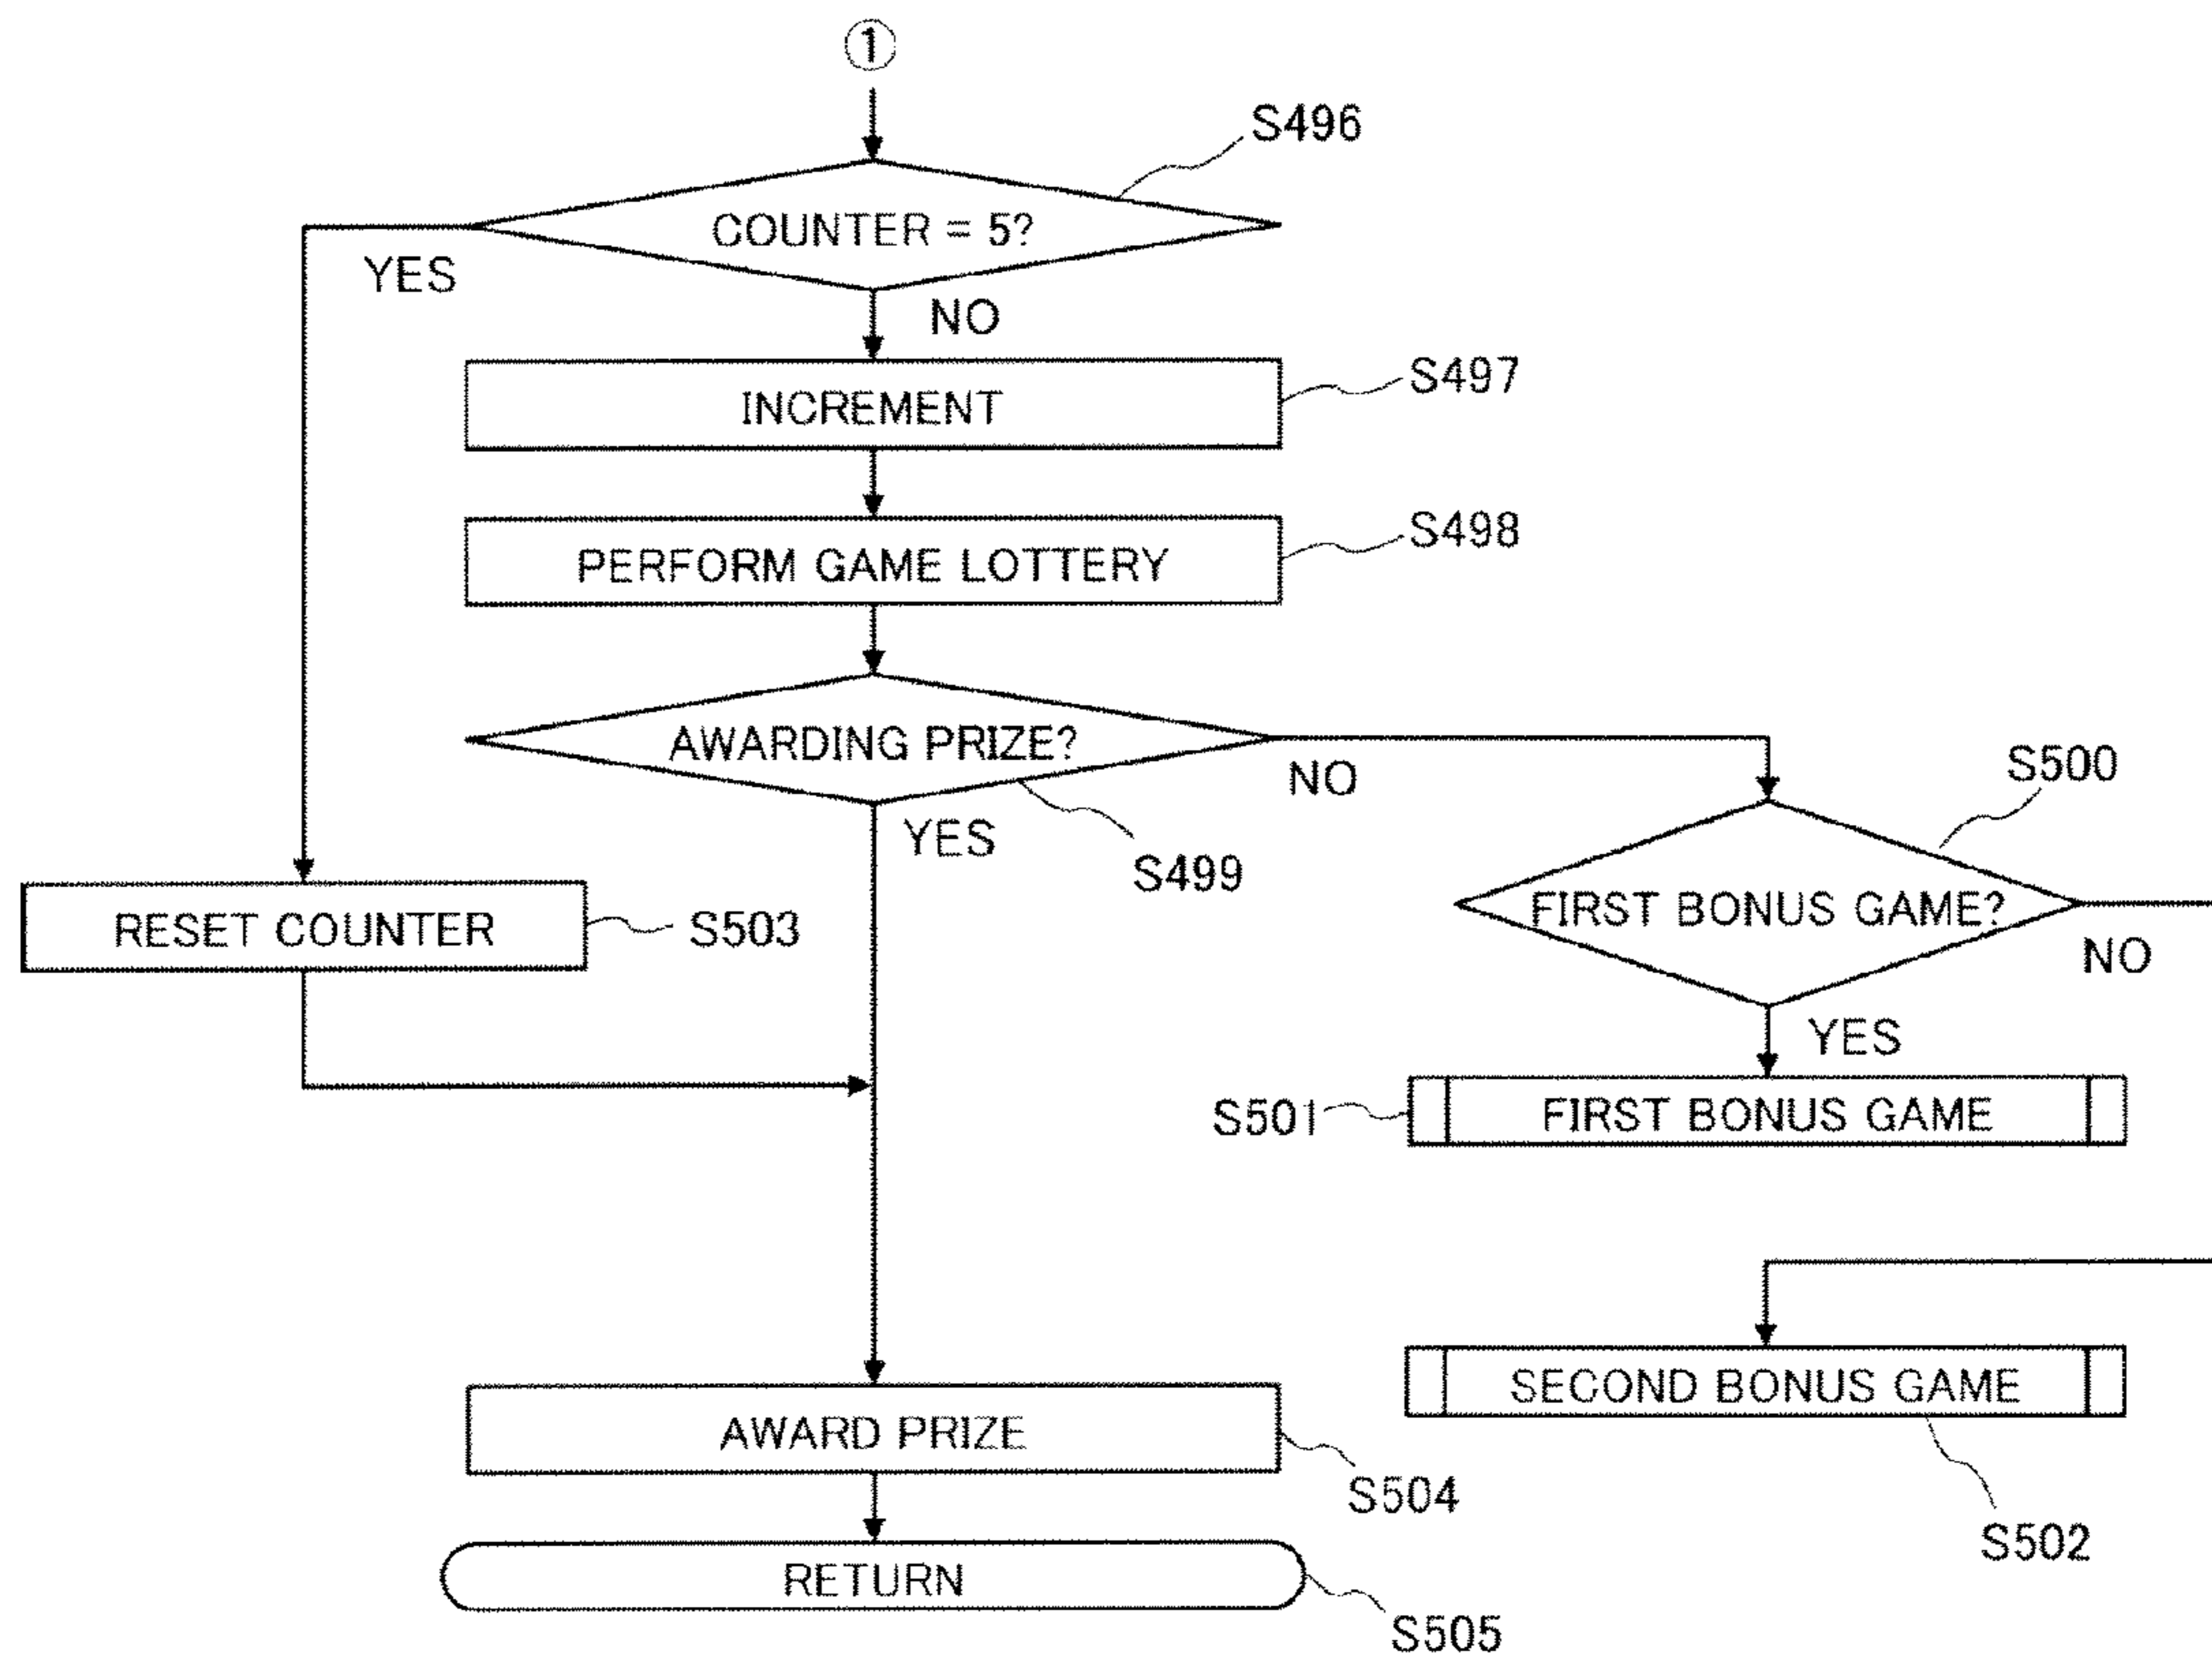 ①
S496
COUNTER = 5?
YES
NO
S497
INCREMENT
S498
PERFORM GAME LOTTERY
AWARDING PRIZE?
NO
S500
YES
S499
FIRST BONUS GAME?
RESET COUNTER
S503
NO
YES
S501
FIRST BONUS GAME
SECOND BONUS GAME
AWARD PRIZE
S504
S502
RETURN
S505